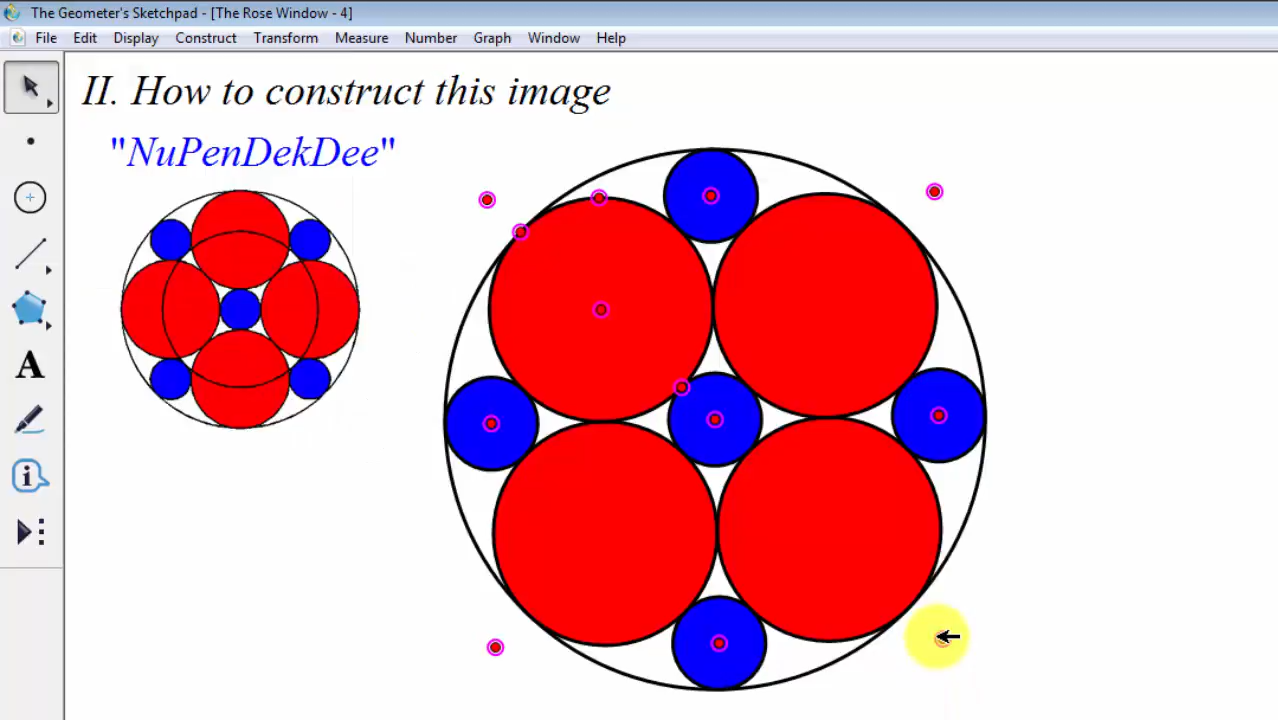 The Geometer's Sketchpad - [The Rose Window - 4]
File Edit Display Construct Transform Measure Number Graph Window Help
II. How to construct this image
"NuPenDekDee"
A